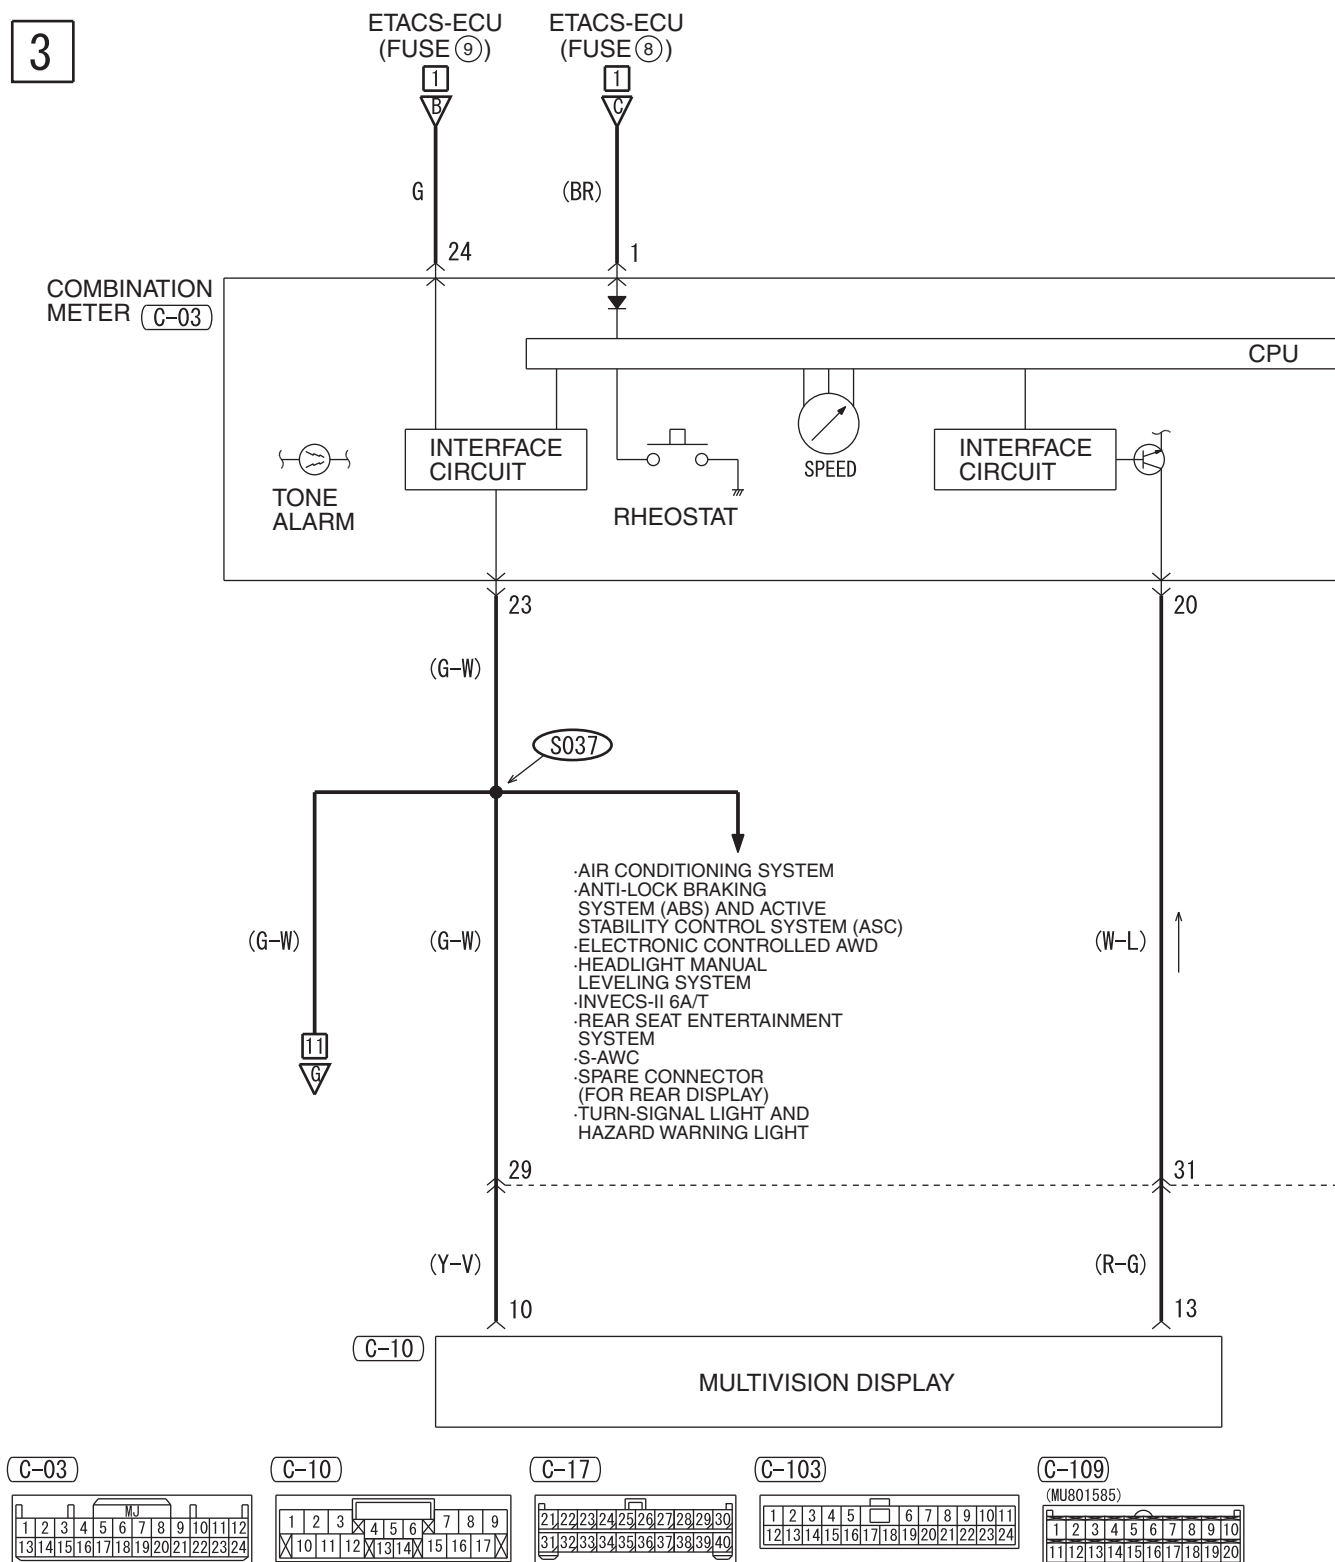 3
ETACS-ECU
(FUSE 9)
1
B
ETACS-ECU
(FUSE 8)
1
C
G
(BR)
24
1
COMBINATION
METER C-03
CPU
INTERFACE
CIRCUIT
TONE
ALARM
RHEOSTAT
SPEED
INTERFACE
CIRCUIT
23
20
(G-W)
S037
·AIR CONDITIONING SYSTEM
·ANTI-LOCK BRAKING
SYSTEM (ABS) AND ACTIVE
STABILITY CONTROL SYSTEM (ASC)
·ELECTRONIC CONTROLLED AWD
·HEADLIGHT MANUAL
LEVELING SYSTEM
·INVECS-II 6A/T
·REAR SEAT ENTERTAINMENT
SYSTEM
·S-AWC
·SPARE CONNECTOR
(FOR REAR DISPLAY)
·TURN-SIGNAL LIGHT AND
HAZARD WARNING LIGHT
(G-W)
(G-W)
(W-L)
11
G
29
31
(Y-V)
(R-G)
10
13
C-10
MULTIVISION DISPLAY
C-03
MJ
1 2 3 4 5 6 7 8 9 10 11 12
13 14 15 16 17 18 19 20 21 22 23 24
C-10
1 2 3 4 5 6 7 8 9
10 11 12 13 14 15 16 17
C-17
21 22 23 24 25 26 27 28 29 30
31 32 33 34 35 36 37 38 39 40
C-103
1 2 3 4 5 6 7 8 9 10 11
12 13 14 15 16 17 18 19 20 21 22 23 24
C-109
(MU801585)
1 2 3 4 5 6 7 8 9 10
11 12 13 14 15 16 17 18 19 20